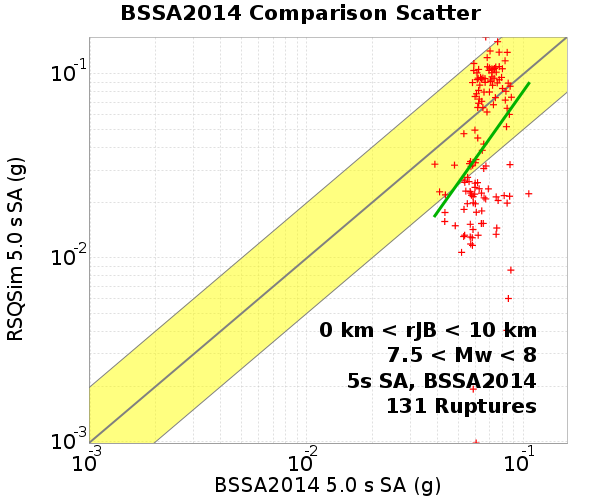 BSSA2014 Comparison Scatter
RSQSim 5.0 s SA (g)
10-1
10-2
10-3
0 km < rJB < 10 km
7.5 < Mw < 8
5s SA, BSSA2014
131 Ruptures
10-3 10-2 10-1
BSSA2014 5.0 s SA (g)